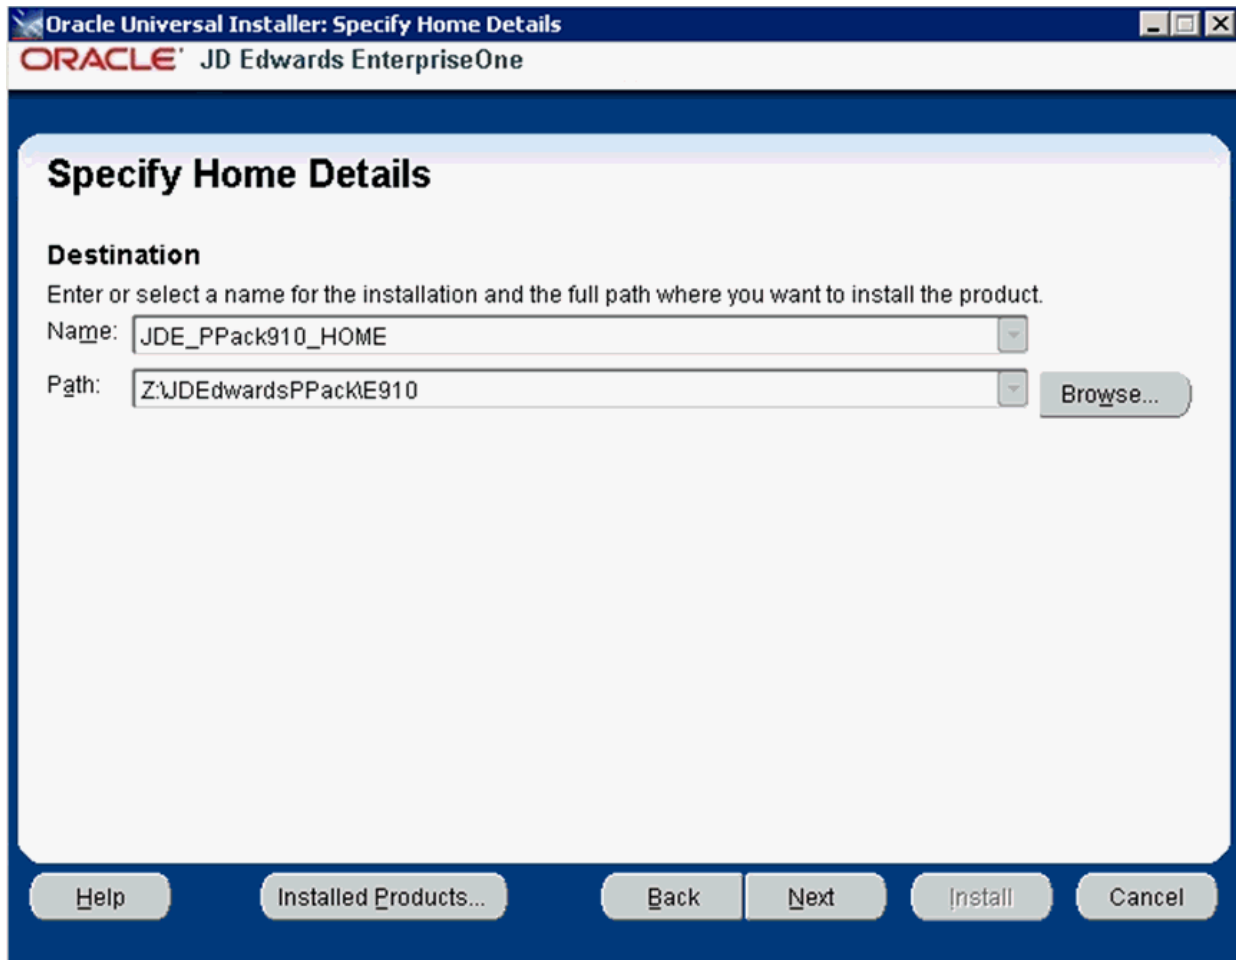 Oracle Universal Installer: Specify Home Details
ORACLE' JD Edwards EnterpriseOne
Specify Home Details
Destination
Enter or select a name for the installation and the full path where you want to install the product.
Name: JDE_PPack910_HOME
Path: Z:\JDEdwardsPPack\E910 Browse...
Help Installed Products... Back Next Install Cancel